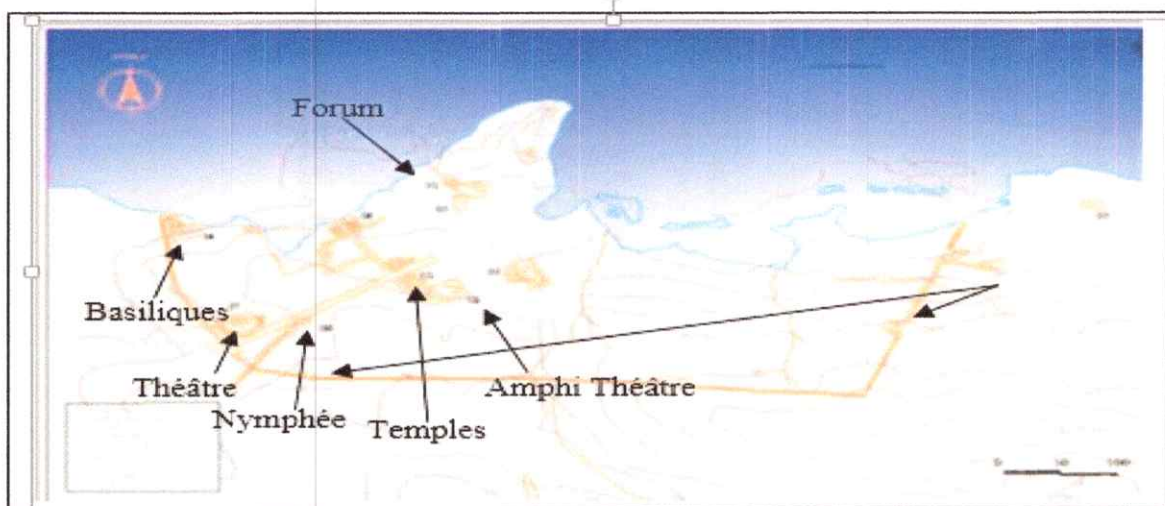 Forum
Basiliques
Théâtre
Nymphée
Temples
Amphi Théâtre